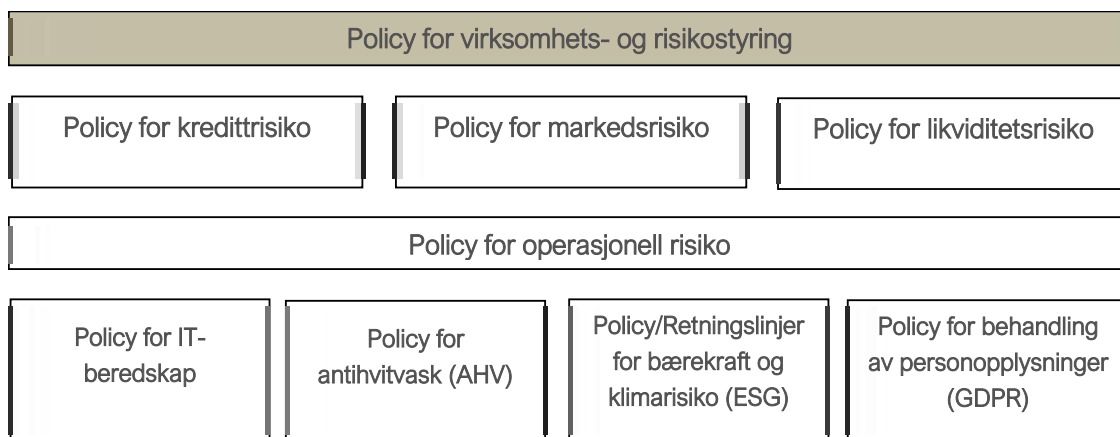 Policy for virksomhets- og risikostyring
Policy for kredittrisiko
Policy for markedsrisiko
Policy for likviditetsrisiko
Policy for operasjonell risiko
Policy for IT-
beredskap
Policy for
antihvitvask (AHV)
Policy/Retningslinjer
for bærekraft og
klimarisiko (ESG)
Policy for behandling
av personopplysninger
(GDPR)